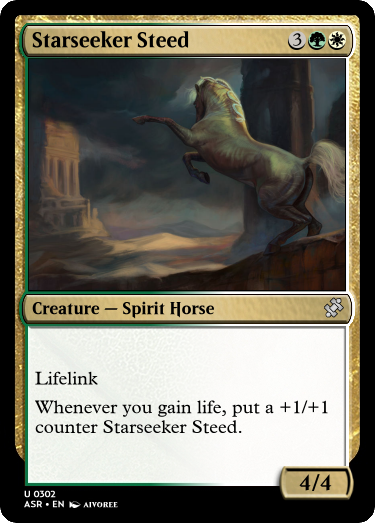 Starseeker Steed 3
Creature — Spirit Horse
Lifelink
Whenever you gain life, put a +1/+1
counter Starseeker Steed.
4/4
U 0302
ASR • EN AIVOREE